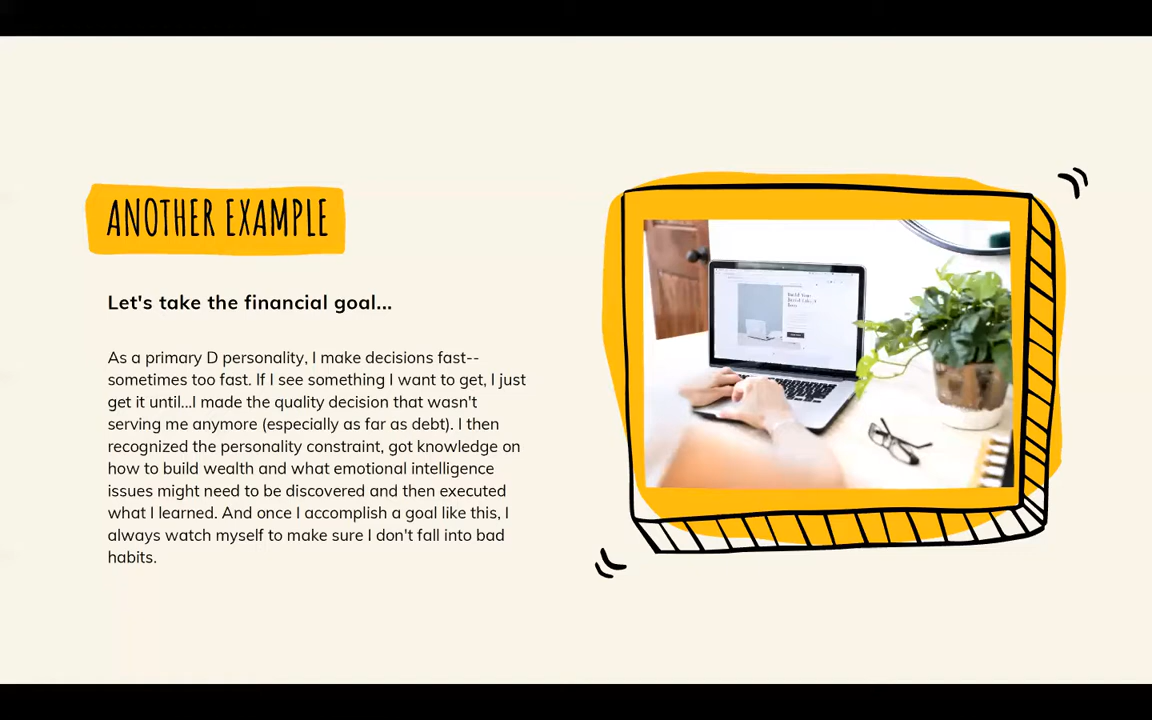 ANOTHER EXAMPLE
Let's take the financial goal...
As a primary D personality, I make decisions fast--
sometimes too fast. If I see something I want to get, I just
get it until...I made the quality decision that wasn't
serving me anymore (especially as far as debt). I then
recognized the personality constraint, got knowledge on
how to build wealth and what emotional intelligence
issues might need to be discovered and then executed
what I learned. And once I accomplish a goal like this, I
always watch myself to make sure I don't fall into bad
habits.